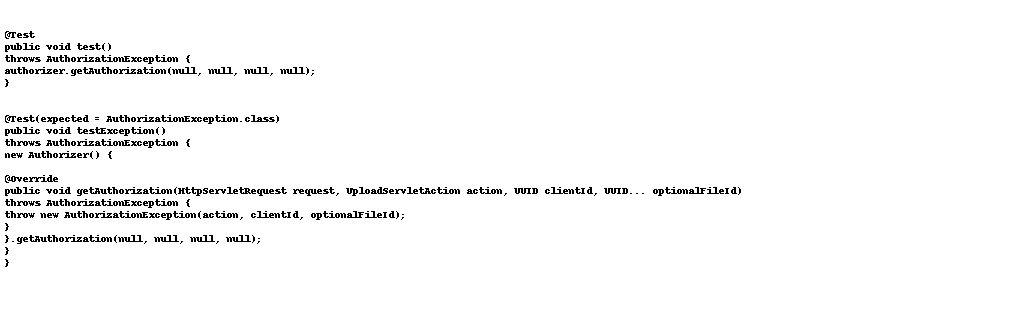 @Test
public void test()
throws AuthorizationException {
authorizer.getAuthorization(null, null, null, null);
}
@Test(expected = AuthorizationException.class)
public void testException()
throws AuthorizationException {
new Authorizer() {
@Override
public void getAuthorization(HttpServletRequest request, UploadServletAction action, UUID clientId, UUID... optionalFileId)
throws AuthorizationException {
throw new AuthorizationException(action, clientId, optionalFileId);
}
}.getAuthorization(null, null, null, null);
}
}